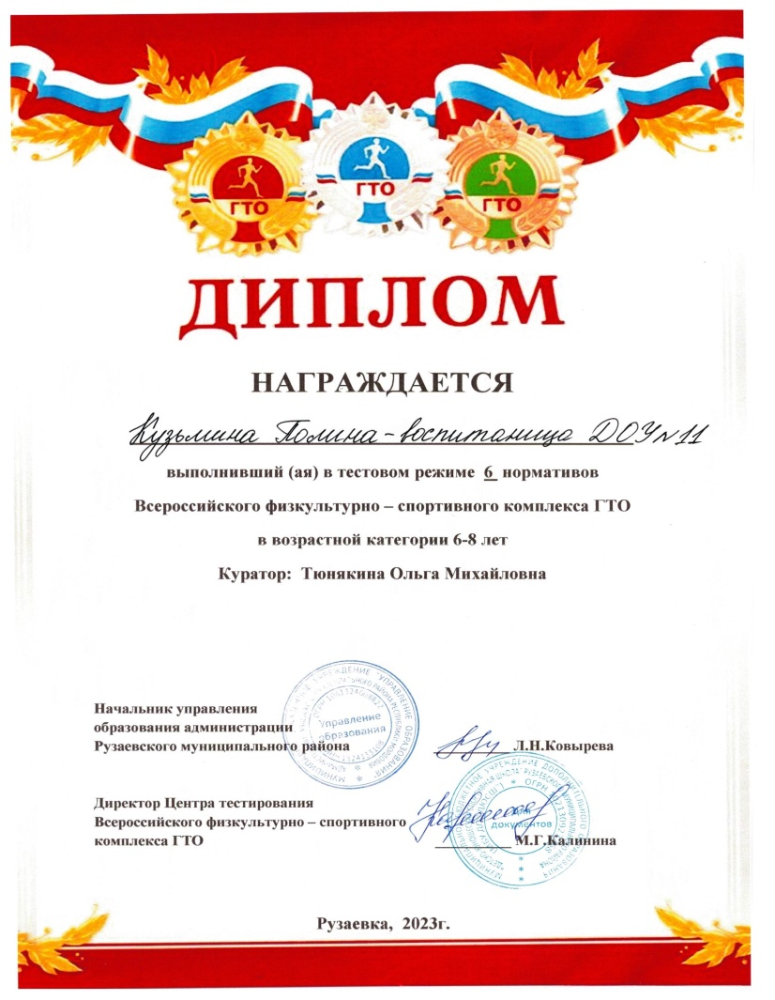 ГТО
ГТО
ГТО
ДИПЛОМ
НАГРАЖДАЕТСЯ
Кузьмина Полина - воспитаница ДОУ №11
выполнивший (ая) в тестовом режиме 6 нормативов
Всероссийского физкультурно – спортивного комплекса ГТО
в возрастной категории 6-8 лет
Куратор: Тюнякина Ольга Михайловна
Начальник управления
образования администрации
Рузаевского муниципального района
Л.Н.Ковырева
Управление
образования
Директор Центра тестирования
Всероссийского физкультурно – спортивного
комплекса ГТО
М.Г.Калинина
для
документов
Рузаевка, 2023г.